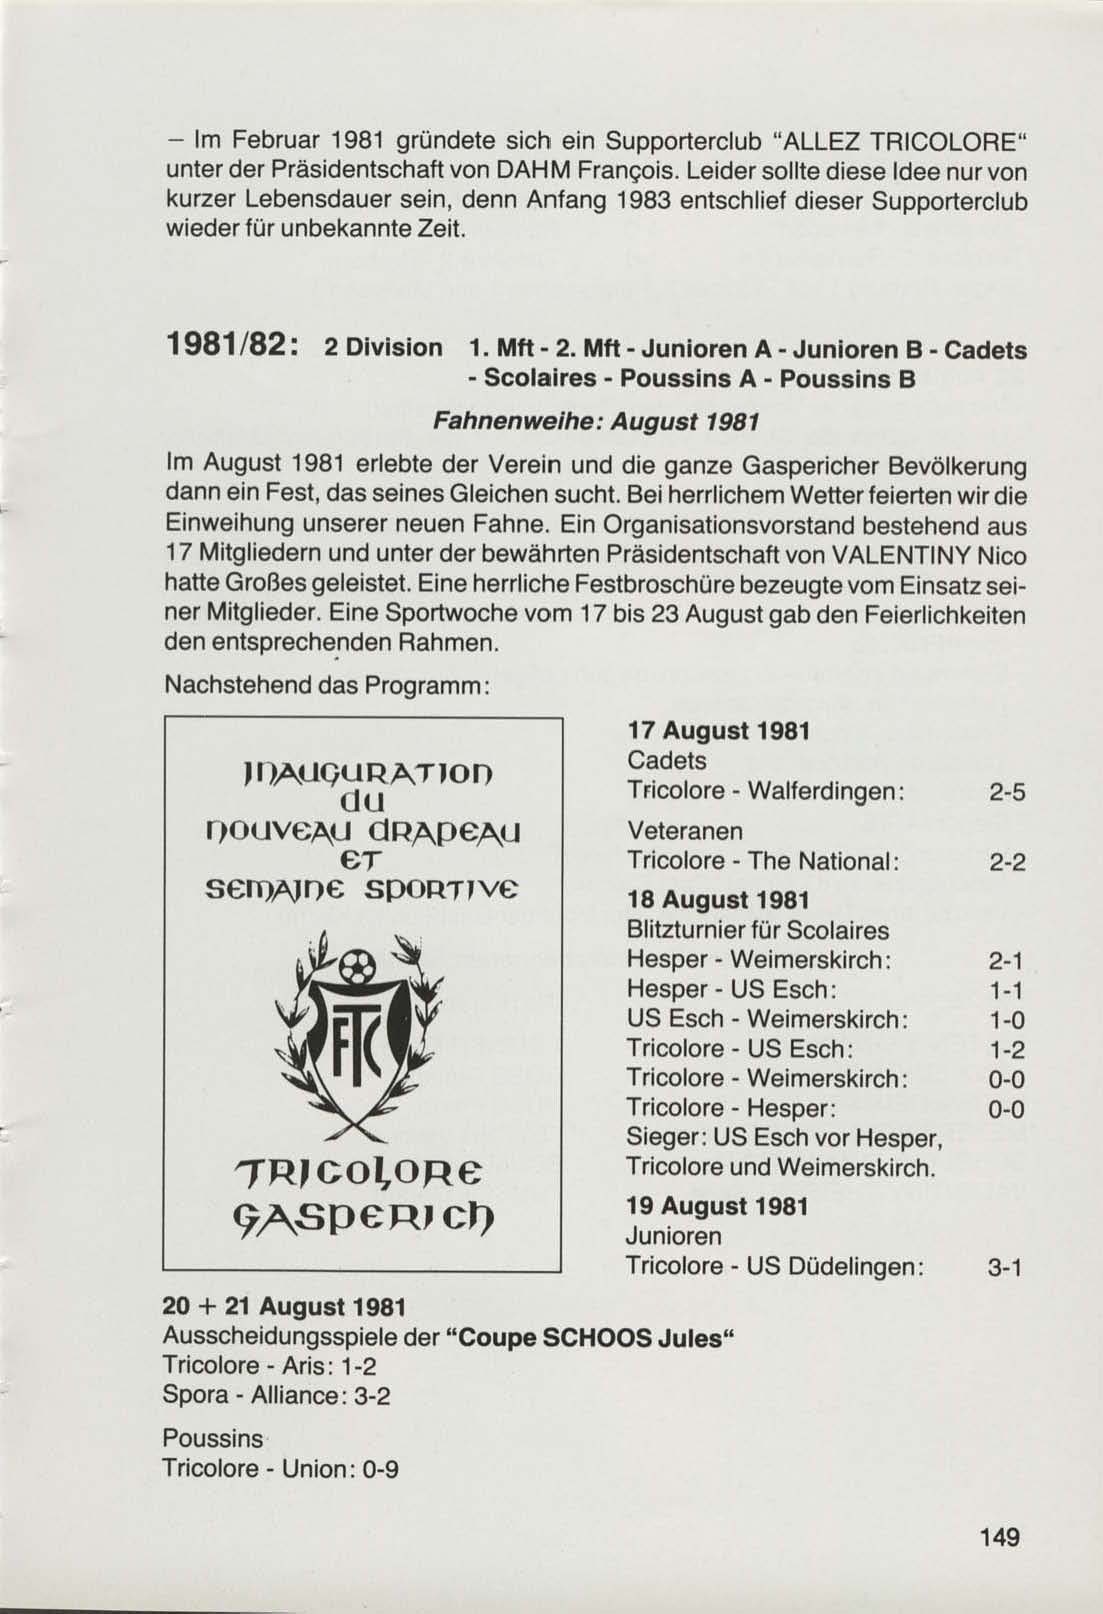 – Im Februar 1981 gründete sich ein Supporterclub "ALLEZ TRICOLORE"
unter der Präsidentschaft von DAHM François. Leider sollte diese Idee nur von
kurzer Lebensdauer sein, denn Anfang 1983 entschlief dieser Supporterclub
wieder für unbekannte Zeit.
1981/82: 2 Division 1. Mft - 2. Mft - Junioren A - Junioren B - Cadets
- Scolaires - Poussins A - Poussins B
Fahnenweihe: August 1981
Im August 1981 erlebte der Verein und die ganze Gaspericher Bevölkerung
dann ein Fest, das seines Gleichen sucht. Bei herrlichem Wetter feierten wir die
Einweihung unserer neuen Fahne. Ein Organisationsvorstand bestehend aus
17 Mitgliedern und unter der bewährten Präsidentschaft von VALENTINY Nico
hatte Großes geleistet. Eine herrliche Festbroschüre bezeugte vom Einsatz sei-
ner Mitglieder. Eine Sportwoche vom 17 bis 23 August gab den Feierlichkeiten
den entsprechenden Rahmen.
Nachstehend das Programm:
INAUGURATION
du
NOUVEAU DRAPEAU
ET
SEMAINE SPORTIVE
FTC
TRICOLORE
GASPERICH
17 August 1981
Cadets
Tricolore - Walferdingen: 2-5
Veteranen
Tricolore - The National: 2-2
18 August 1981
Blitzturnier für Scolaires
Hesper - Weimerskirch: 2-1
Hesper - US Esch: 1-1
US Esch - Weimerskirch: 1-0
Tricolore - US Esch: 1-2
Tricolore - Weimerskirch: 0-0
Tricolore - Hesper: 0-0
Sieger: US Esch vor Hesper,
Tricolore und Weimerskirch.
19 August 1981
Junioren
Tricolore - US Düdelingen: 3-1
20 + 21 August 1981
Ausscheidungsspiele der "Coupe SCHOOS Jules"
Tricolore - Aris: 1-2
Spora - Alliance: 3-2
Poussins
Tricolore - Union: 0-9
149